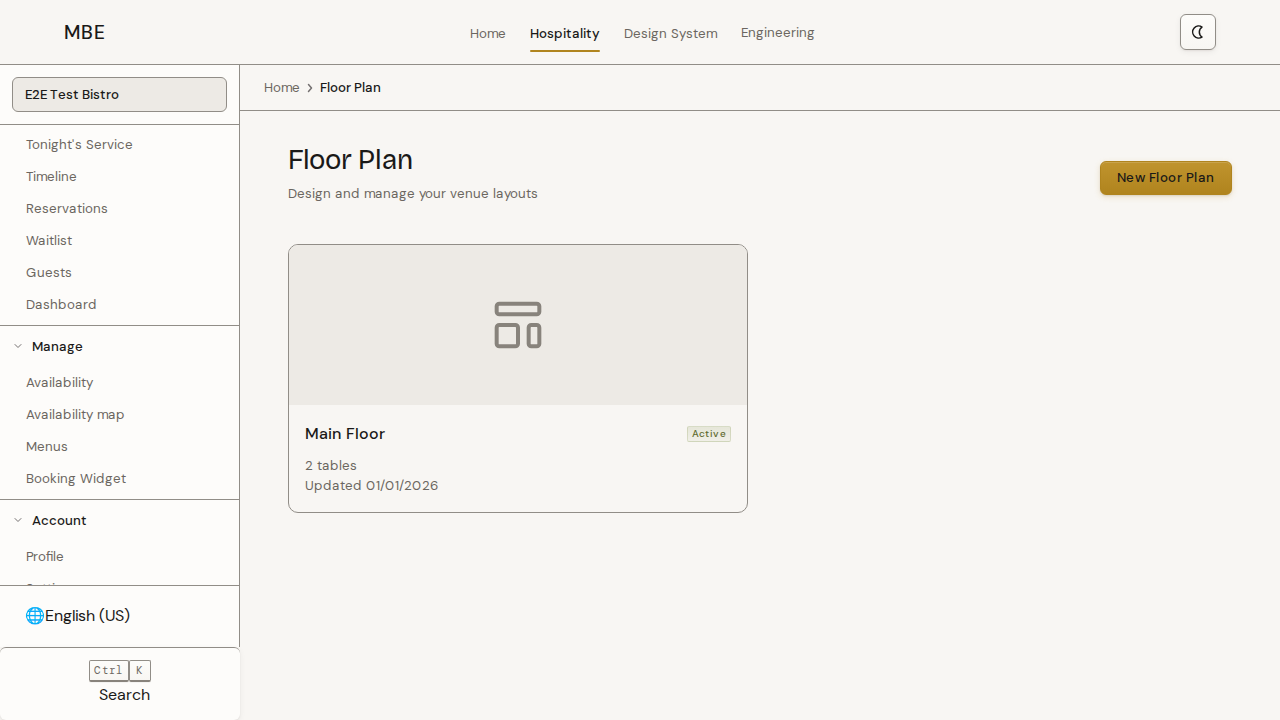 MBE
Home Hospitality Design System Engineering
E2E Test Bistro
Tonight's Service
Timeline
Reservations
Waitlist
Guests
Dashboard
Manage
Availability
Availability map
Menus
Booking Widget
Account
Profile
English (US)
Ctrl K
Search
Home Floor Plan
Floor Plan
Design and manage your venue layouts
New Floor Plan
Main Floor
Active
2 tables
Updated 01/01/2026